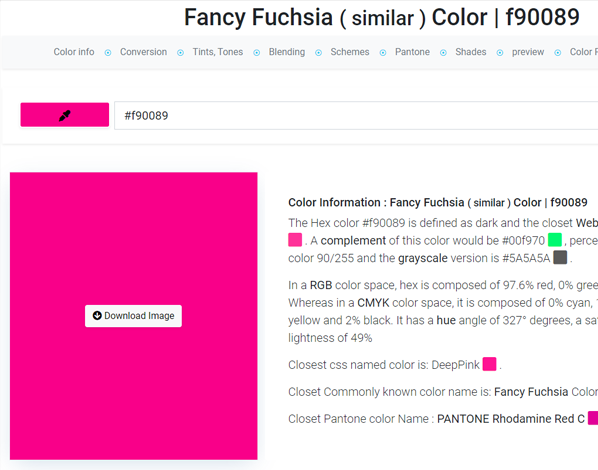 Fancy Fuchsia ( similar ) Color | f90089
Color info Conversion Tints, Tones Blending Schemes Pantone Shades preview Color
#f90089
Download Image
Color Information : Fancy Fuchsia ( similar ) Color | f90089
The Hex color #f90089 is defined as dark and the closet Web
. A complement of this color would be #00f970 , perce
color 90/255 and the grayscale version is #5A5A5A .
In a RGB color space, hex is composed of 97.6% red, 0% gree
Whereas in a CMYK color space, it is composed of 0% cyan, 1
yellow and 2% black. It has a hue angle of 327° degrees, a sa
lightness of 49%
Closest css named color is: DeepPink .
Closet Commonly known color name is: Fancy Fuchsia Color
Closet Pantone color Name : PANTONE Rhodamine Red C